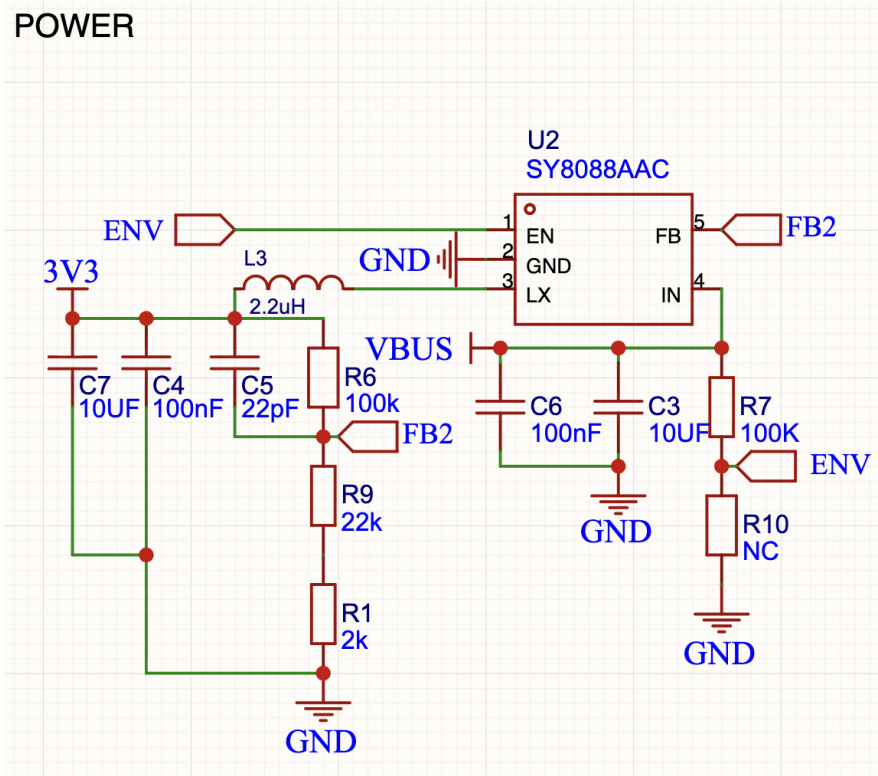 POWER
U2
SY8088AAC
ENV
1
EN
FB
5
FB2
GND
2
GND
3
LX
IN
4
L3
2.2uH
3V3
VBUS
C7
10UF
C4
100nF
C5
22pF
R6
100k
FB2
C6
100nF
C3
10UF
R7
100K
ENV
R9
22k
GND
R10
NC
R1
2k
GND
GND